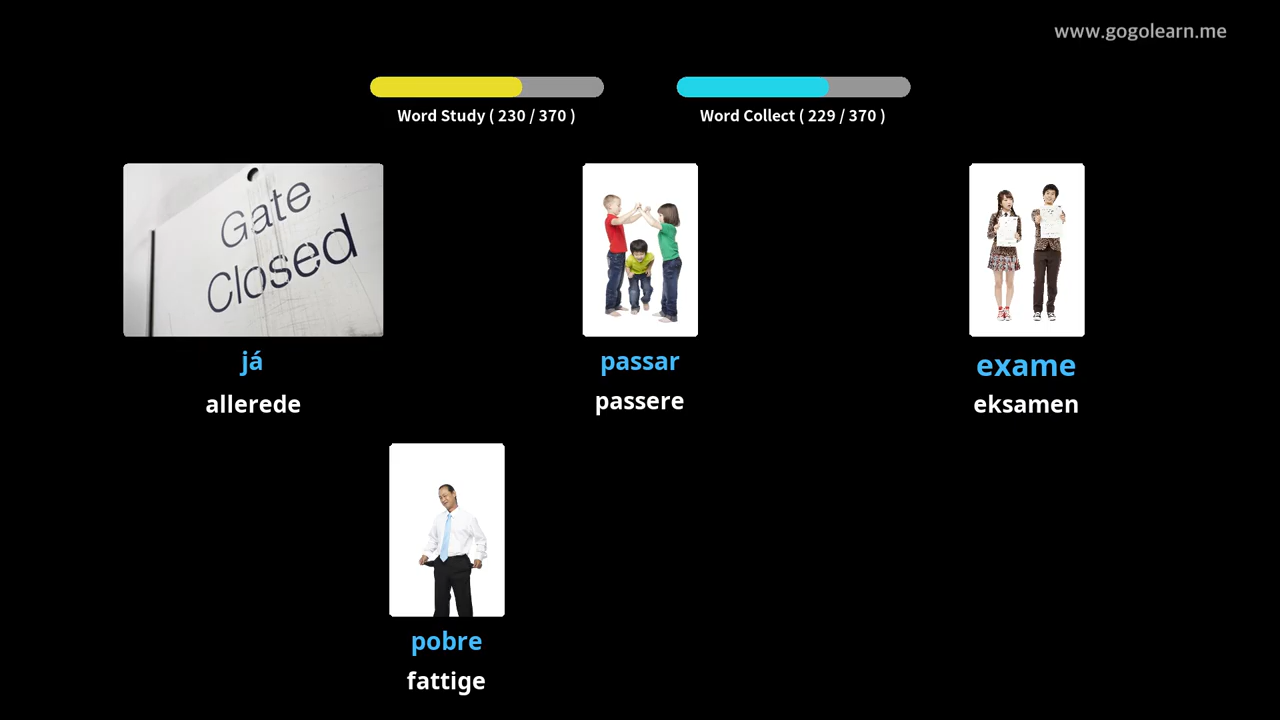 www.gogolearn.me
Word Study ( 230 / 370 )
Word Collect ( 229 / 370 )
Gate
Closed
já
allerede
passar
passere
exame
eksamen
pobre
fattige